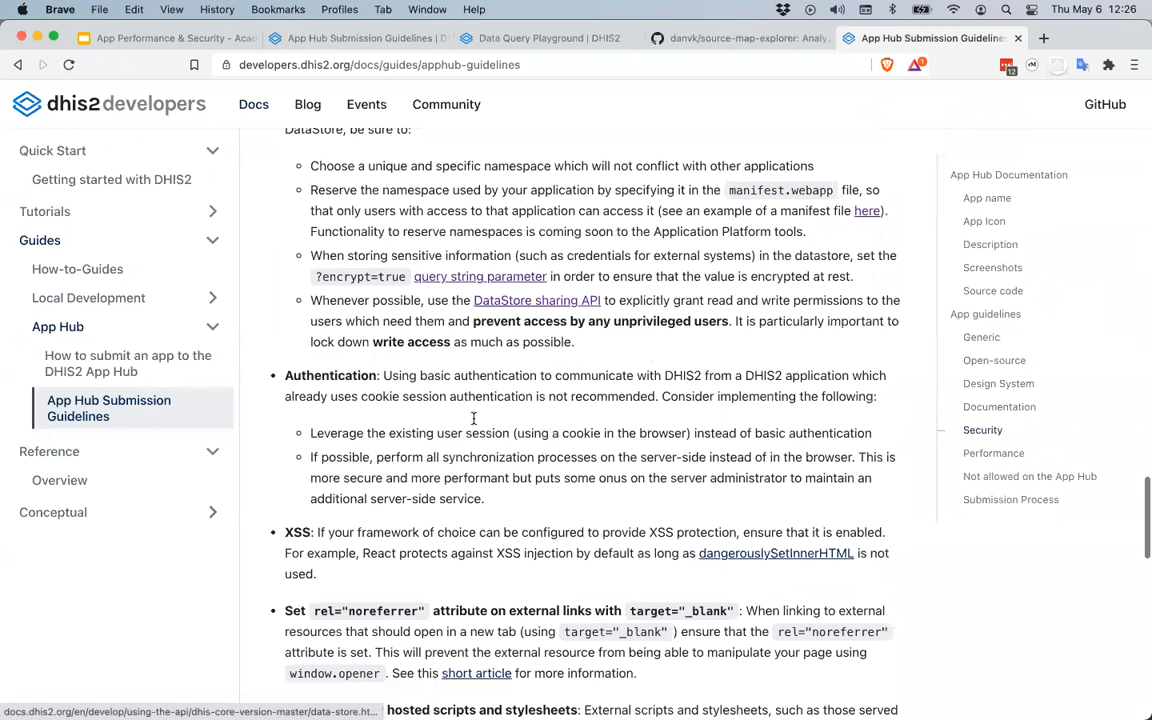 Brave File Edit View History Bookmarks Profiles Tab Window Help Thu May 6 12:26
App Performance & Security - Aca App Hub Submission Guidelines | D Data Query Playground | DHIS2 danvk/source-map-explorer: Analy App Hub Submission Guideline
developers.dhis2.org/docs/guides/apphub-guidelines 1 12
dhis2developers Docs Blog Events Community GitHub
Quick Start
Getting started with DHIS2
Tutorials
Guides
How-to-Guides
Local Development
App Hub
How to submit an app to the
DHIS2 App Hub
App Hub Submission
Guidelines
Reference
Overview
Conceptual
DataStore, be sure to:
Choose a unique and specific namespace which will not conflict with other applications
Reserve the namespace used by your application by specifying it in the manifest.webapp file, so
that only users with access to that application can access it (see an example of a manifest file here).
Functionality to reserve namespaces is coming soon to the Application Platform tools.
When storing sensitive information (such as credentials for external systems) in the datastore, set the
?encrypt=true query string parameter in order to ensure that the value is encrypted at rest.
Whenever possible, use the DataStore sharing API to explicitly grant read and write permissions to the
users which need them and prevent access by any unprivileged users. It is particularly important to
lock down write access as much as possible.
Authentication: Using basic authentication to communicate with DHIS2 from a DHIS2 application which
already uses cookie session authentication is not recommended. Consider implementing the following:
Leverage the existing user session (using a cookie in the browser) instead of basic authentication
If possible, perform all synchronization processes on the server-side instead of in the browser. This is
more secure and more performant but puts some onus on the server administrator to maintain an
additional server-side service.
XSS: If your framework of choice can be configured to provide XSS protection, ensure that it is enabled.
For example, React protects against XSS injection by default as long as dangerouslySetInnerHTML is not
used.
Set rel="noreferrer" attribute on external links with target="_blank" : When linking to external
resources that should open in a new tab (using target="_blank" ) ensure that the rel="noreferrer"
attribute is set. This will prevent the external resource from being able to manipulate your page using
window.opener . See this short article for more information.
hosted scripts and stylesheets: External scripts and stylesheets, such as those served
App Hub Documentation
App name
App Icon
Description
Screenshots
Source code
App guidelines
Generic
Open-source
Design System
Documentation
Security
Performance
Not allowed on the App Hub
Submission Process
docs.dhis2.org/en/develop/using-the-api/dhis-core-version-master/data-store.ht...